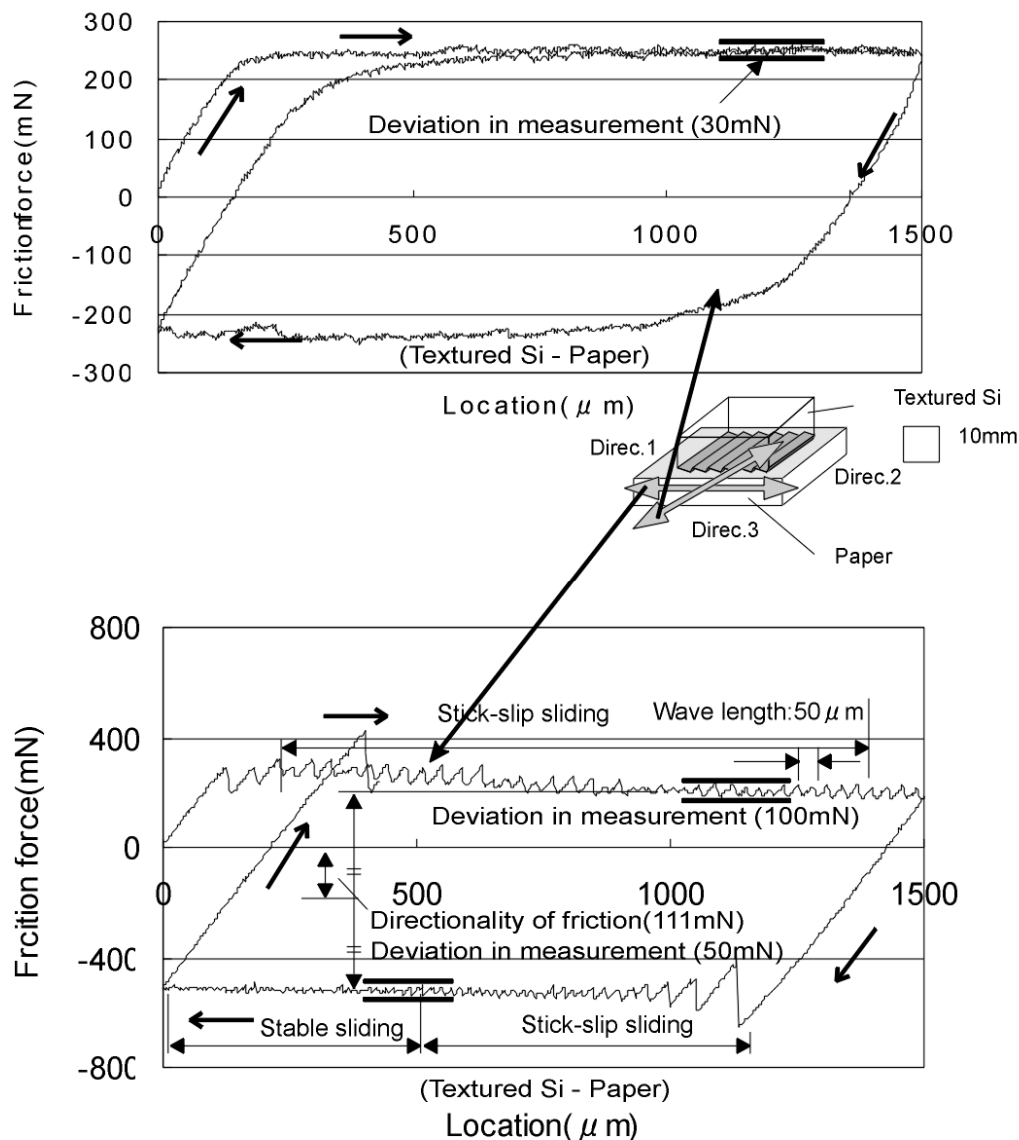 300
200
100
0
-100
-200
-300
Frictionforce(mN)
0
500
1000
1500
Deviation in measurement (30mN)
(Textured Si - Paper)
Location(μm)
Textured Si
10mm
Direc.1
Direc.2
Direc.3
Paper
800
400
0
-400
-800
Frcition force(mN)
Stick-slip sliding
Wave length:50μm
Deviation in measurement (100mN)
0
500
1000
1500
Directionality of friction(111mN)
Deviation in measurement (50mN)
Stable sliding
Stick-slip sliding
(Textured Si - Paper)
Location(μm)